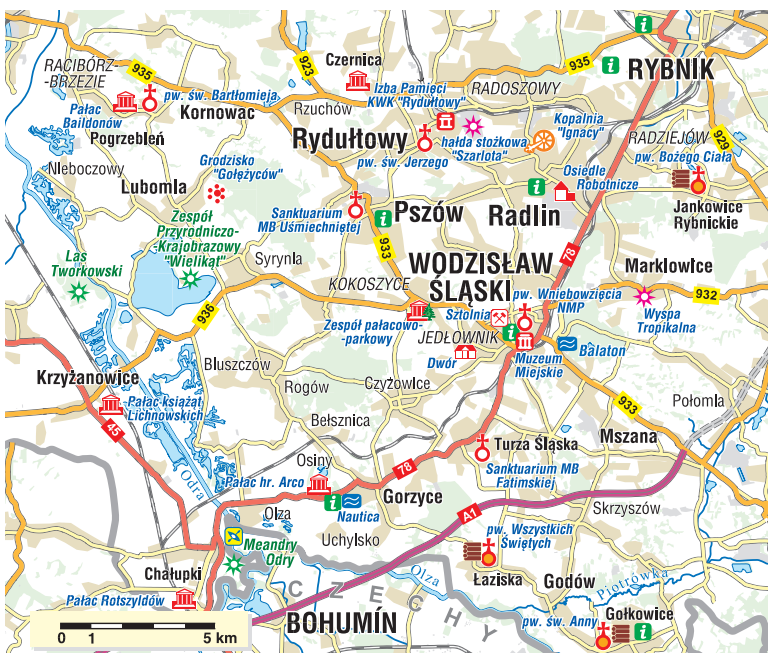 RYBNIK
935
923
Czernica
RACIBÓRZ-
-BRZEZIE
935
Izba Pamięci
KWK "Rydułtowy"
RADOSZOWY
Pałac
Baildonów
pw. św. Bartłomieja
Kornowac
Rzuchów
Pogrzebień
Rydułtowy
hałda stożkowa
"Szarlota"
Kopalnia
"Ignacy"
RADZIEJÓW
929
pw. św. Jerzego
pw. Bożego Ciała
Nieboczowy
Grodzisko
"Gołęzyców"
Lubomia
Osiedle
Robotnicze
Jankowice
Rybnickie
Sanktuarium
MB Uśmiechniętej
Pszów
Radlin
Zespół
Przyrodniczo-
Krajobrazowy
"Wielikąt"
933
78
Las
Tworkowski
Syrynia
WODZISŁAW
ŚLĄSKI
Marklowice
KOKOSZYCE
pw. Wniebowzięcia
NMP
932
936
Sztolnia
Wyspa
Tropikalna
Zespół pałacowo-
-parkowy
JEDŁOWNIK
Dwór
Muzeum
Miejskie
Balaton
Bluszczów
Krzyżanowice
Rogów
Czyżowice
933
Połomia
Pałac książąt
Lichnowskich
45
Bełsznica
Turza Śląska
Mszana
Osiny
78
Sanktuarium MB
Fatimskiej
Odra
Pałac hr. Arco
Gorzyce
Olza
Nautica
A1
Skrzyszów
Uchylsko
pw. Wszystkich
Świętych
Meandry
Odry
Chałupki
Olza
Łaziska
Godów
Piotrówka
Pałac Rotszyldów
CZECHY
BOHUMÍN
pw. św. Anny
Gołkowice
0 1 5 km